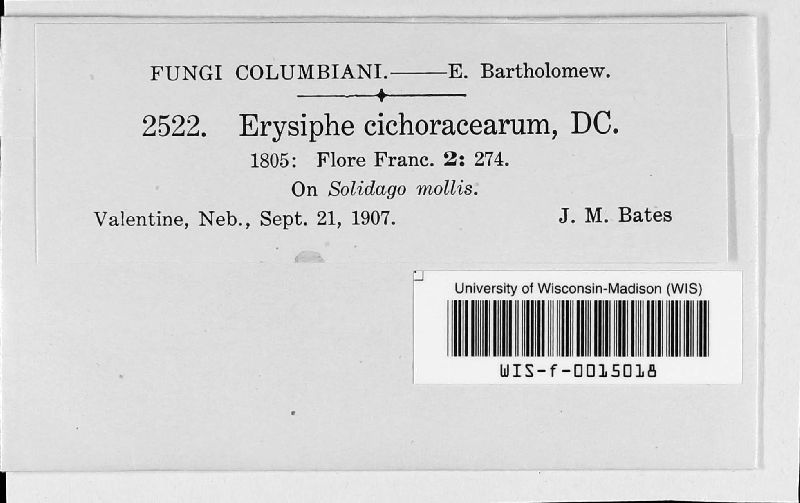 FUNGI COLUMBIANI.——E. Bartholomew.
2522. Erysiphe cichoracearum, DC.
1805: Flore Franc. 2: 274.
On Solidago mollis.
Valentine, Neb., Sept. 21, 1907. J. M. Bates
University of Wisconsin-Madison (WIS)
WIS-f-0015018